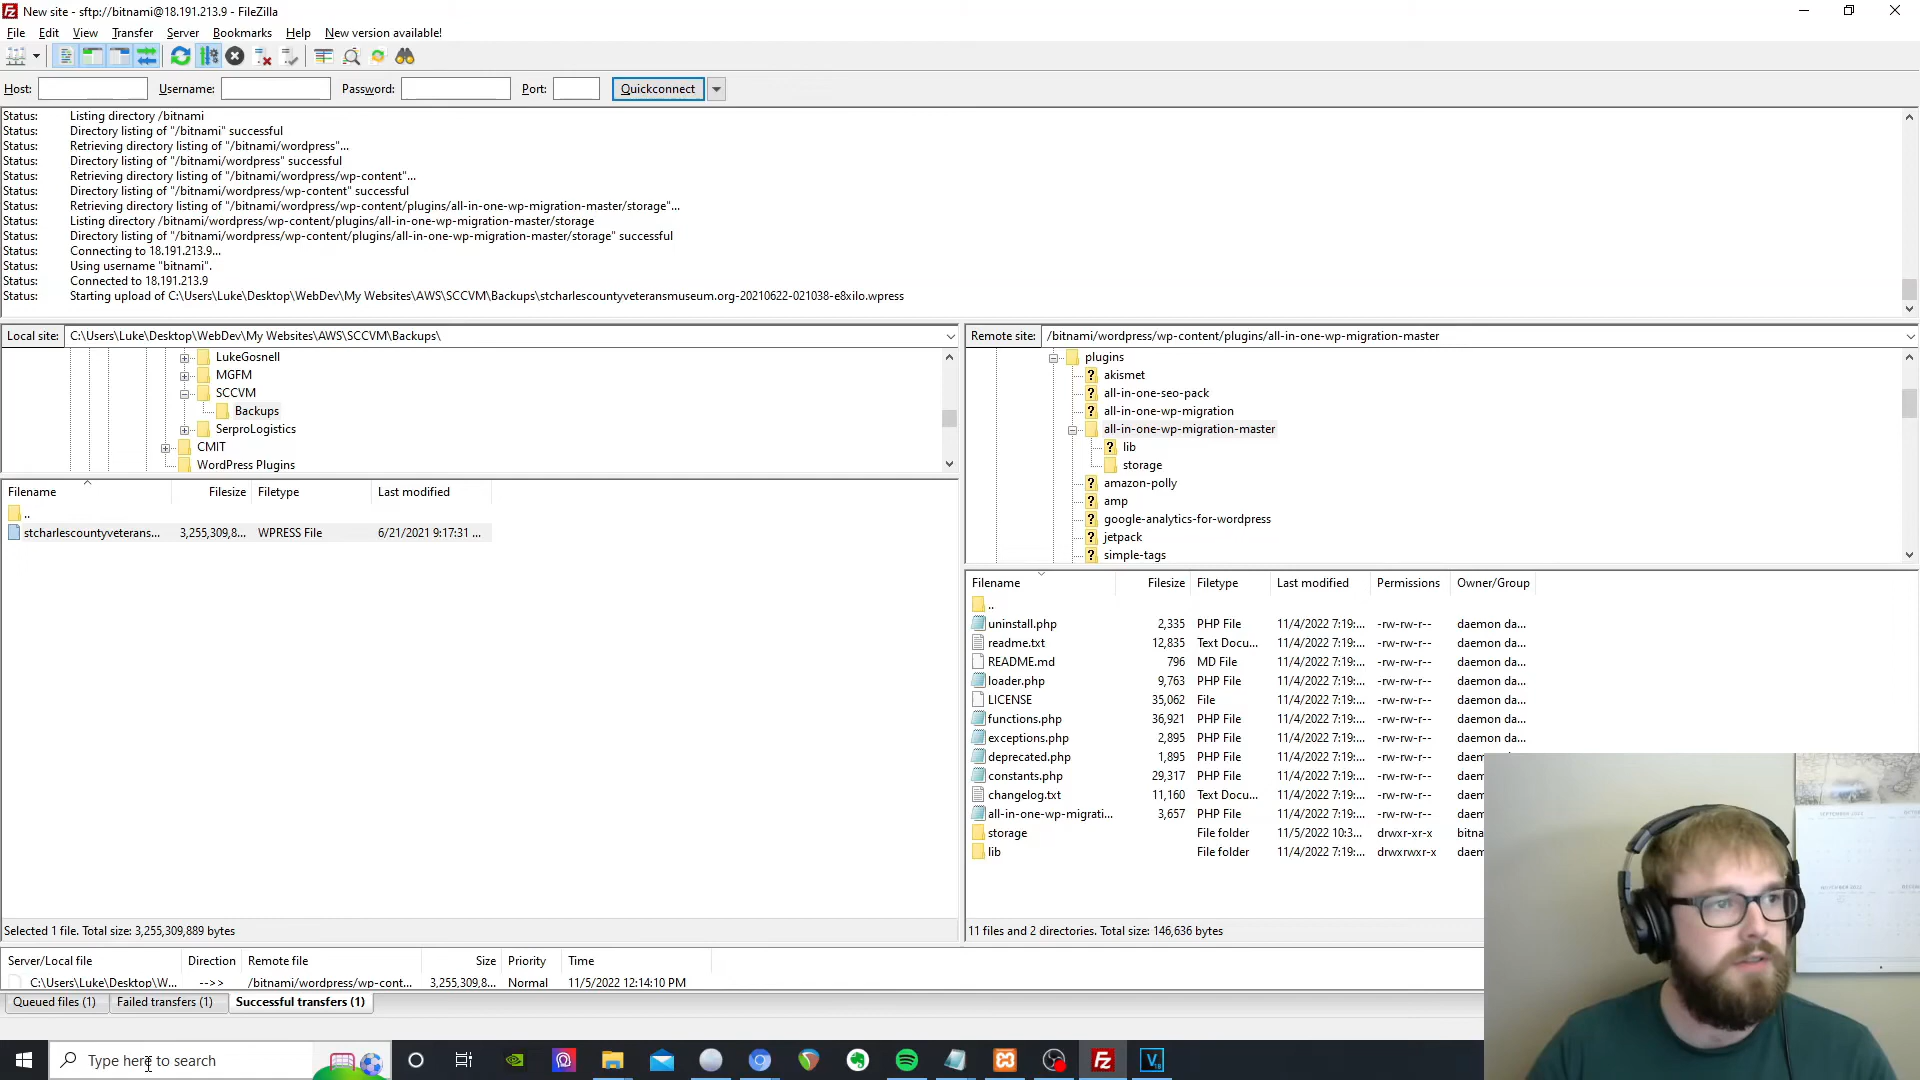 New site - sftp://bitnami@18.191.213.9 - FileZilla
File Edit View Transfer Server Bookmarks Help New version available!
Host: Username: Password: Port: Quickconnect
Status: Listing directory /bitnami
Status: Directory listing of "/bitnami" successful
Status: Retrieving directory listing of "/bitnami/wordpress"...
Status: Directory listing of "/bitnami/wordpress" successful
Status: Retrieving directory listing of "/bitnami/wordpress/wp-content"...
Status: Directory listing of "/bitnami/wordpress/wp-content" successful
Status: Retrieving directory listing of "/bitnami/wordpress/wp-content/plugins/all-in-one-wp-migration-master/storage"...
Status: Listing directory /bitnami/wordpress/wp-content/plugins/all-in-one-wp-migration-master/storage
Status: Directory listing of "/bitnami/wordpress/wp-content/plugins/all-in-one-wp-migration-master/storage" successful
Status: Connecting to 18.191.213.9...
Status: Using username "bitnami".
Status: Connected to 18.191.213.9
Status: Starting upload of C:\Users\Luke\Desktop\WebDev\My Websites\AWS\SCCVM\Backups\stcharlescountyveteransmuseum.org-20210622-021038-e8xilo.wpress
Local site: C:\Users\Luke\Desktop\WebDev\My Websites\AWS\SCCVM\Backups\
LukeGosnell
MGFM
SCCVM
Backups
SerproLogistics
CMIT
WordPress Plugins
Filename Filesize Filetype Last modified
..
stcharlescountyveterans... 3,255,309,8... WPRESS File 6/21/2021 9:17:31 ...
Selected 1 file. Total size: 3,255,309,889 bytes
Remote site: /bitnami/wordpress/wp-content/plugins/all-in-one-wp-migration-master
plugins
akismet
all-in-one-seo-pack
all-in-one-wp-migration
all-in-one-wp-migration-master
lib
storage
amazon-polly
amp
google-analytics-for-wordpress
jetpack
simple-tags
Filename Filesize Filetype Last modified Permissions Owner/Group
..
uninstall.php 2,335 PHP File 11/4/2022 7:19:... -rw-rw-r-- daemon da...
readme.txt 12,835 Text Docu... 11/4/2022 7:19:... -rw-rw-r-- daemon da...
README.md 796 MD File 11/4/2022 7:19:... -rw-rw-r-- daemon da...
loader.php 9,763 PHP File 11/4/2022 7:19:... -rw-rw-r-- daemon da...
LICENSE 35,062 File 11/4/2022 7:19:... -rw-rw-r-- daemon da...
functions.php 36,921 PHP File 11/4/2022 7:19:... -rw-rw-r-- daemon da...
exceptions.php 2,895 PHP File 11/4/2022 7:19:... -rw-rw-r-- daemon da...
deprecated.php 1,895 PHP File 11/4/2022 7:19:... -rw-rw-r-- daem
constants.php 29,317 PHP File 11/4/2022 7:19:... -rw-rw-r-- daem
changelog.txt 11,160 Text Docu... 11/4/2022 7:19:... -rw-rw-r-- daem
all-in-one-wp-migrati... 3,657 PHP File 11/4/2022 7:19:... -rw-rw-r-- daem
storage File folder 11/5/2022 10:3... drwxr-xr-x bitna
lib File folder 11/4/2022 7:19:... drwxrwxr-x daem
11 files and 2 directories. Total size: 146,636 bytes
Server/Local file Direction Remote file Size Priority Time
C:\Users\Luke\Desktop\W... -->> /bitnami/wordpress/wp-cont... 3,255,309,8... Normal 11/5/2022 12:14:10 PM
Queued files (1) Failed transfers (1) Successful transfers (1)
Type here to search